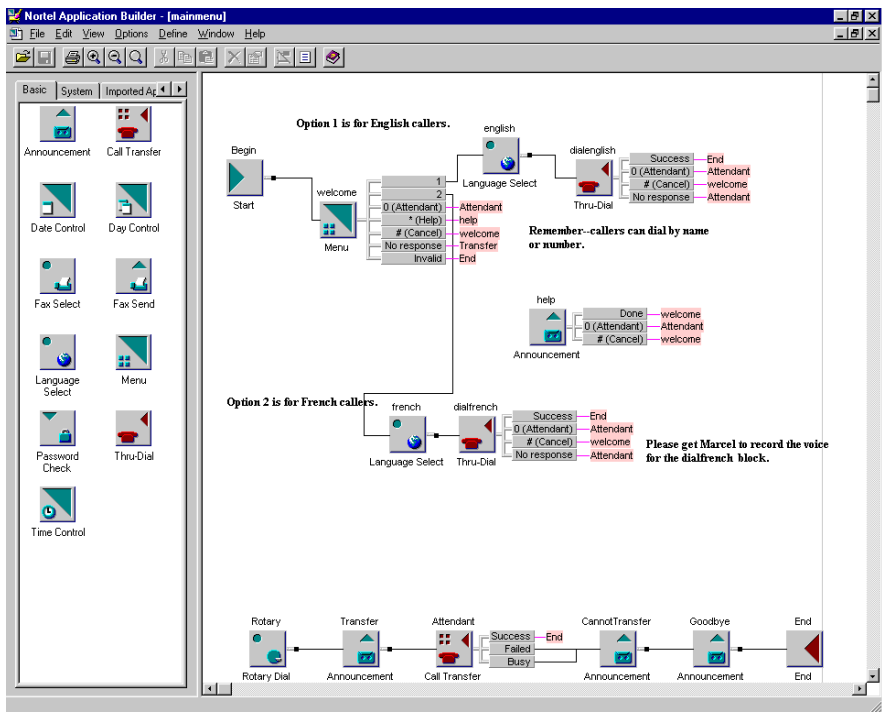 Nortel Application Builder - [mainmenu]
File Edit View Options Define Window Help
Basic System Imported Ap
Announcement Call Transfer
Date Control Day Control
Fax Select Fax Send
Language Select Menu
Password Check Thru-Dial
Time Control
Option 1 is for English callers.
Begin
Start
welcome
Menu
1
2
0 (Attendant) Attendant
* (Help) help
# (Cancel) welcome
No response Transfer
Invalid End
english
Language Select
dialenglish
Thru-Dial
Success End
0 (Attendant) Attendant
# (Cancel) welcome
No response Attendant
Remember--callers can dial by name
or number.
help
Announcement
Done welcome
0 (Attendant) Attendant
# (Cancel) welcome
Option 2 is for French callers.
french
Language Select
dialfrench
Thru-Dial
Success End
0 (Attendant) Attendant
# (Cancel) welcome
No response Attendant
Please get Marcel to record the voice
for the dialfrench block.
Rotary
Rotary Dial
Transfer
Announcement
Attendant
Call Transfer
Success End
Failed
Busy
CannotTransfer
Announcement
Goodbye
Announcement
End
End